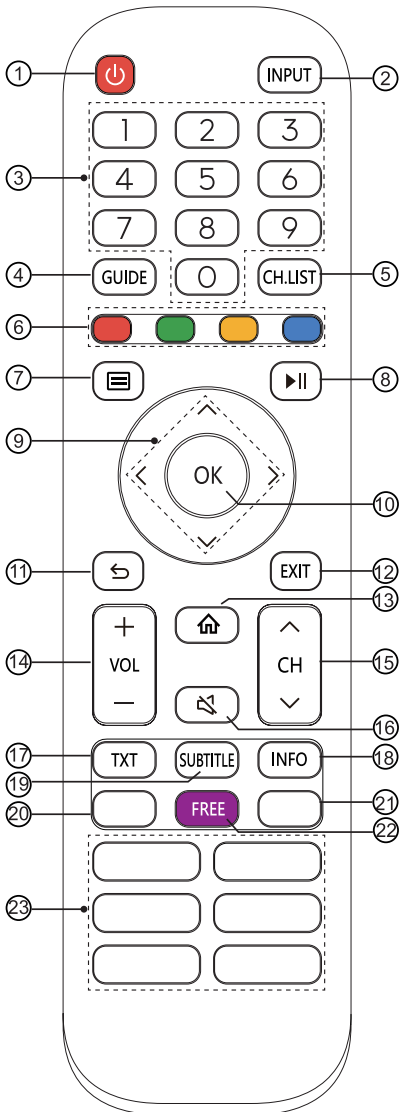 1 INPUT 2
1 2 3
3 4 5 6
7 8 9
4 GUIDE 0 CH.LIST 5
6
7 8
9
OK
10
11 EXIT 12
13
+
14 VOL CH 15
−
16
17 TXT SUBTITLE INFO 18
19
20 FREE 21
22
23